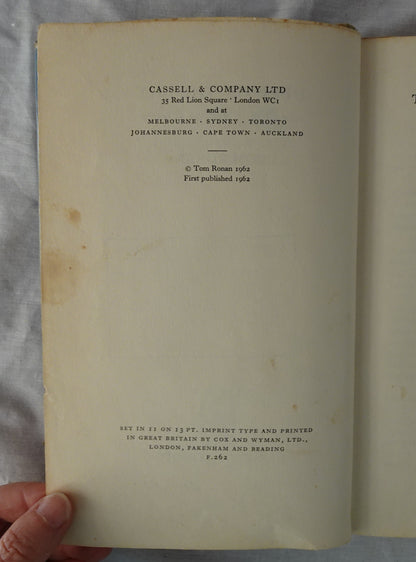 CASSELL & COMPANY LTD
35 Red Lion Square · London WC1
and at
MELBOURNE · SYDNEY · TORONTO
JOHANNESBURG · CAPE TOWN · AUCKLAND
© Tom Ronan 1962
First published 1962
SET IN 11 ON 13 PT. IMPRINT TYPE AND PRINTED
IN GREAT BRITAIN BY COX AND WYMAN, LTD.,
LONDON, FAKENHAM AND READING
F.262
T